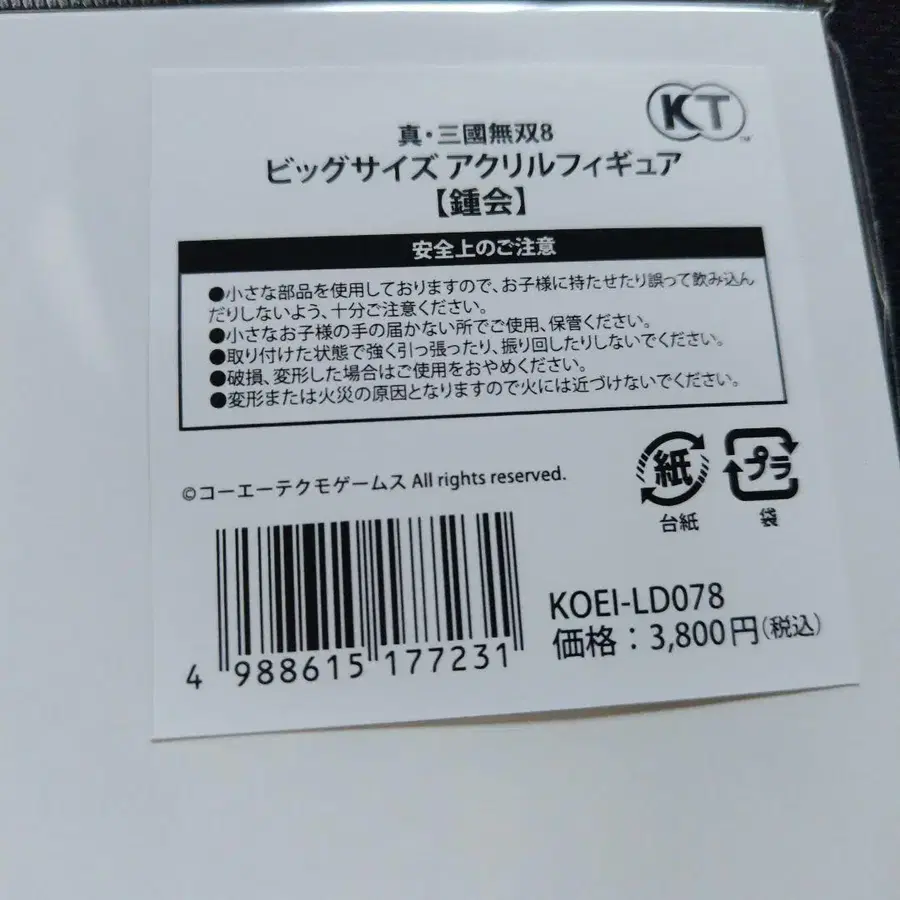 KT
TM
真・三國無双8
ビッグサイズ アクリルフィギュア
【鍾会】
安全上のご注意
●小さな部品を使用しておりますので、お子様に持たせたり誤って飲み込ん
だりしないよう、十分ご注意ください。
●小さなお子様の手の届かない所でご使用、保管ください。
●取り付けた状態で強く引っ張ったり、振り回したりしないでください。
●破損、変形した場合はご使用をおやめください。
●変形または火災の原因となりますので火には近づけないでください。
©コーエーテクモゲームス All rights reserved.
紙
台紙
プラ
袋
4 988615 177231
KOEI-LD078
価格：3,800円(税込)